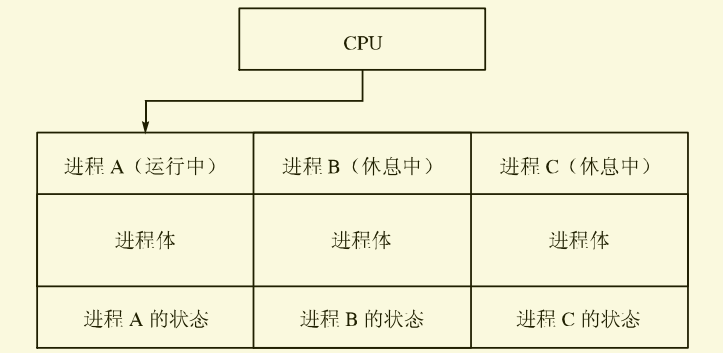 CPU
进程 A（运行中）
进程 B（休息中）
进程 C（休息中）
进程体
进程体
进程体
进程 A 的状态
进程 B 的状态
进程 C 的状态